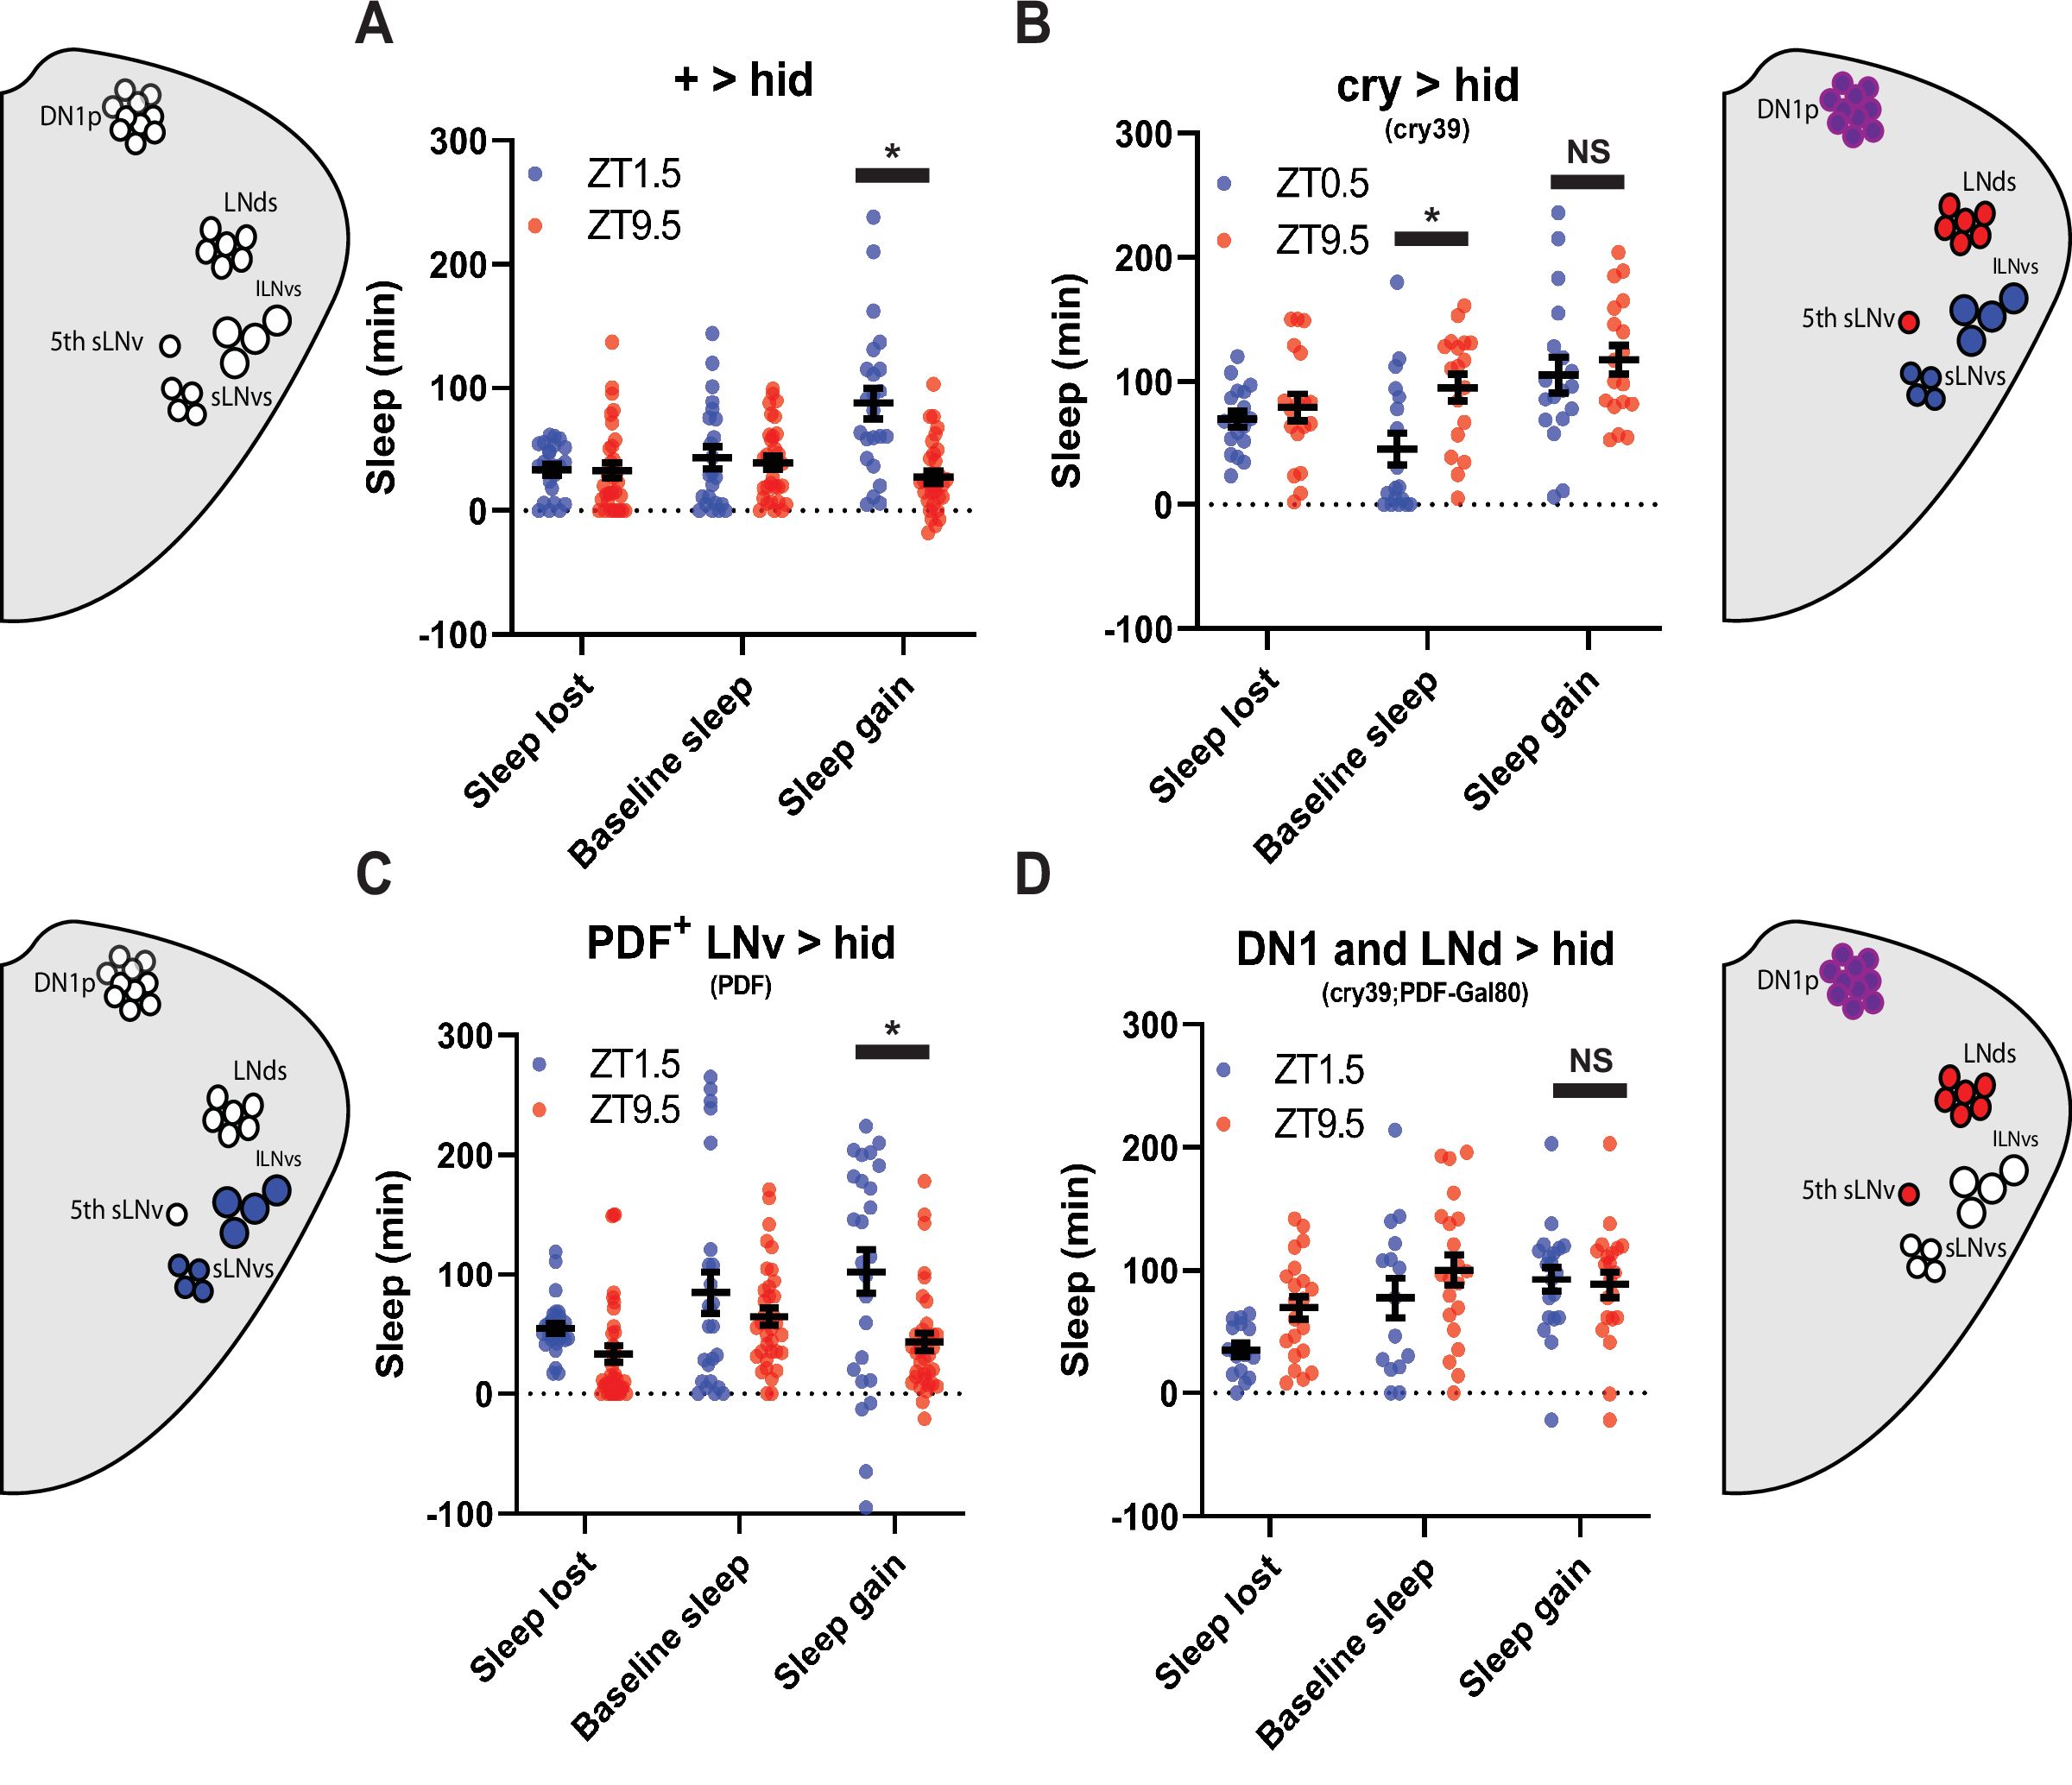 A
+ > hid
DN1p
LNds
lLNvs
5th sLNv
sLNvs
Sleep (min)
300
200
100
0
-100
ZT1.5
ZT9.5
*
Sleep lost
Baseline sleep
Sleep gain
B
cry > hid
(cry39)
Sleep (min)
300
200
100
0
-100
ZT0.5
ZT9.5
*
NS
Sleep lost
Baseline sleep
Sleep gain
DN1p
LNds
lLNvs
5th sLNv
sLNvs
C
PDF+ LNv > hid
(PDF)
DN1p
LNds
lLNvs
5th sLNv
sLNvs
Sleep (min)
300
200
100
0
-100
ZT1.5
ZT9.5
*
Sleep lost
Baseline sleep
Sleep gain
D
DN1 and LNd > hid
(cry39;PDF-Gal80)
Sleep (min)
300
200
100
0
-100
ZT1.5
ZT9.5
NS
Sleep lost
Baseline sleep
Sleep gain
DN1p
LNds
lLNvs
5th sLNv
sLNvs